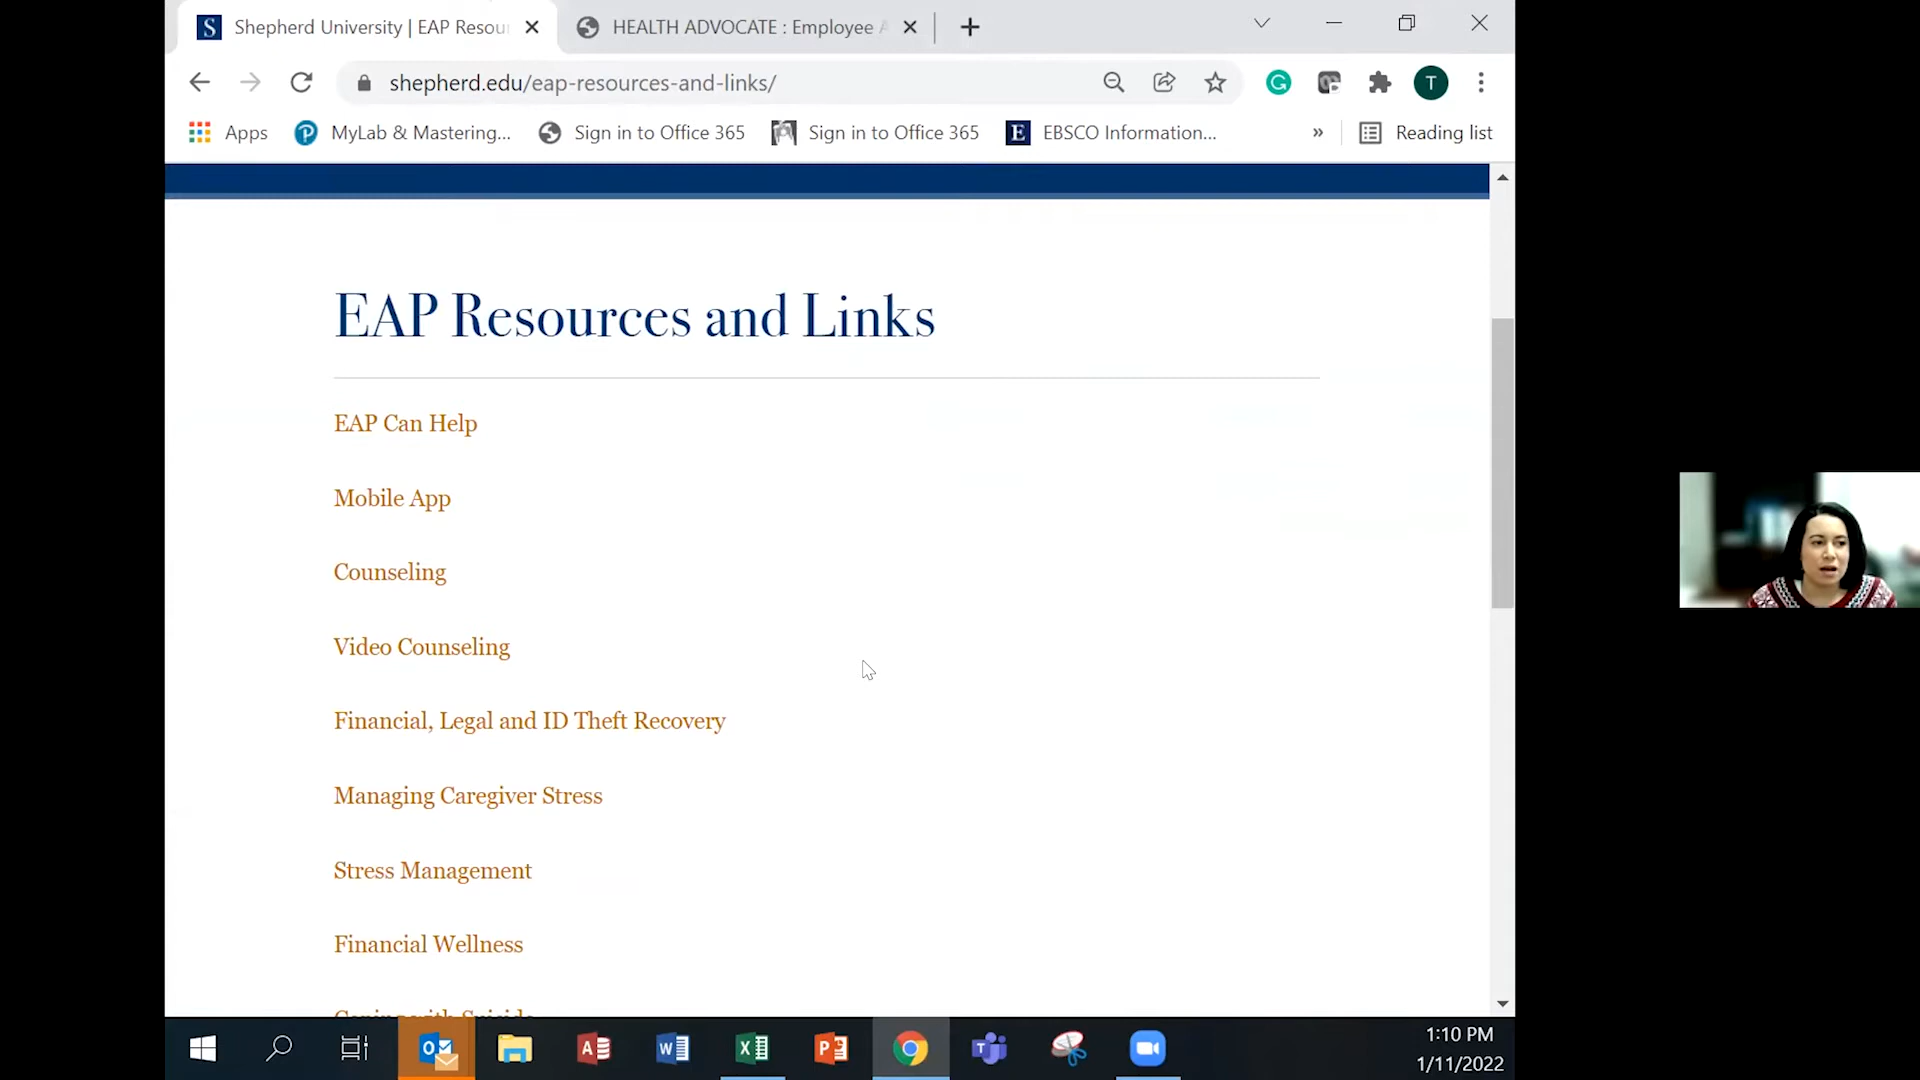 S Shepherd University | EAP Resou
HEALTH ADVOCATE : Employee A
shepherd.edu/eap-resources-and-links/
T
Apps
MyLab & Mastering...
Sign in to Office 365
Sign in to Office 365
E EBSCO Information...
»
Reading list
EAP Resources and Links
EAP Can Help
Mobile App
Counseling
Video Counseling
Financial, Legal and ID Theft Recovery
Managing Caregiver Stress
Stress Management
Financial Wellness
Coping with Suicide
1:10 PM
1/11/2022